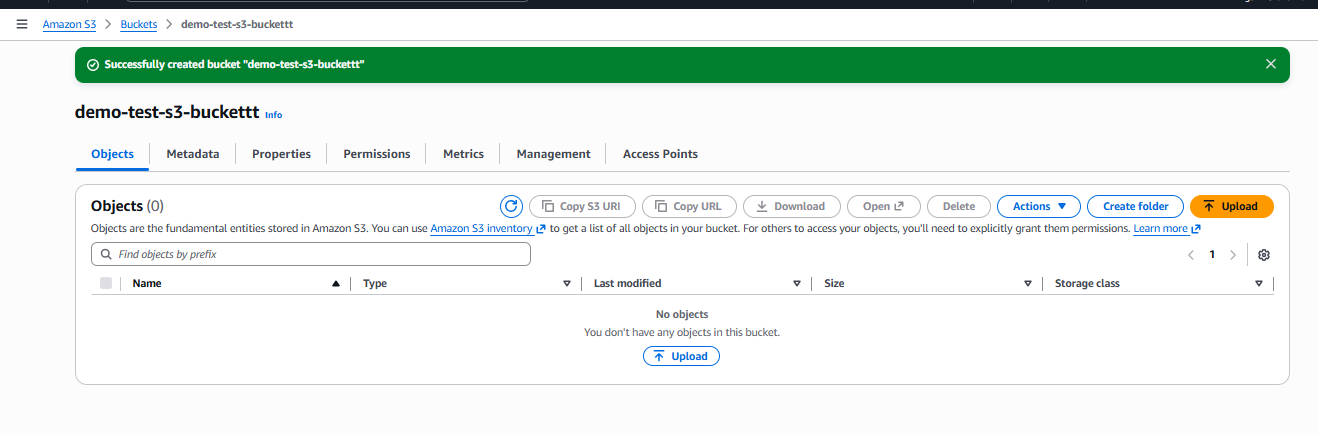 Amazon S3 > Buckets > demo-test-s3-buckettt
Successfully created bucket "demo-test-s3-buckettt"
demo-test-s3-buckettt Info
Objects Metadata Properties Permissions Metrics Management Access Points
Objects (0) Copy S3 URI Copy URL Download Open Delete Actions Create folder Upload
Objects are the fundamental entities stored in Amazon S3. You can use Amazon S3 inventory to get a list of all objects in your bucket. For others to access your objects, you'll need to explicitly grant them permissions. Learn more
Find objects by prefix 1
Name Type Last modified Size Storage class
No objects
You don't have any objects in this bucket.
Upload